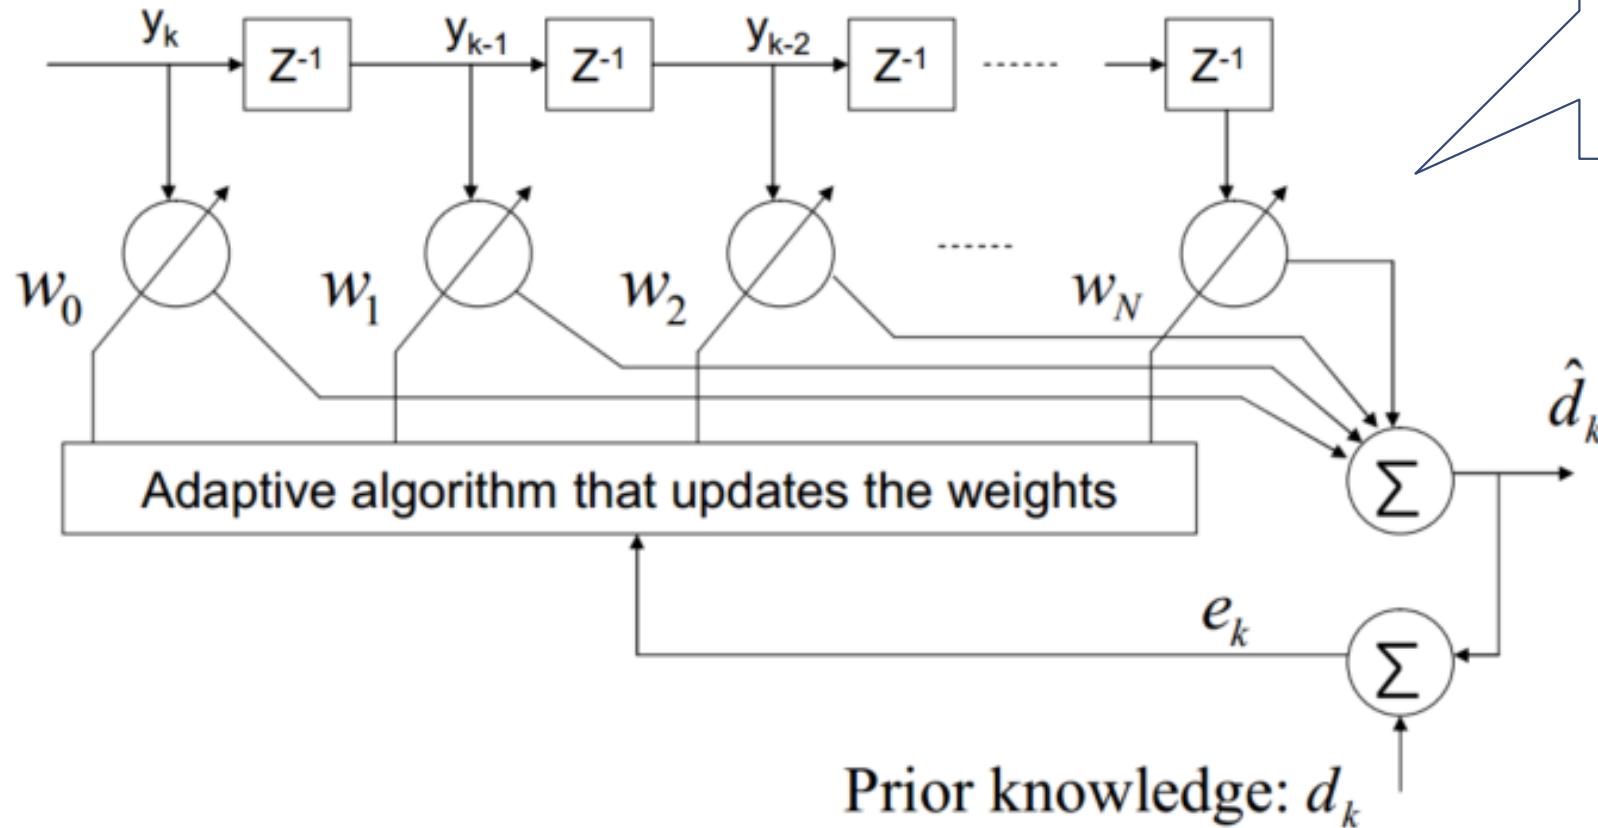 yₖ yₖ₋₁ yₖ₋₂
Z⁻¹ Z⁻¹ Z⁻¹ ...... Z⁻¹
w₀ w₁ w₂ ...... w_N
d̂ₖ
Adaptive algorithm that updates the weights
Σ
eₖ
Σ
Prior knowledge: dₖ